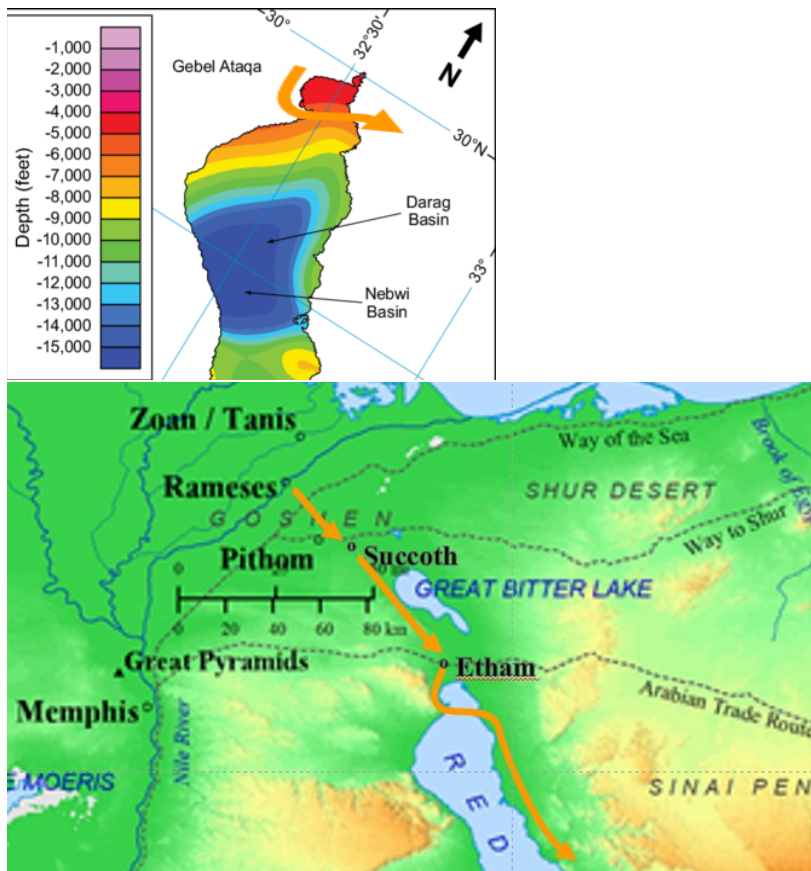 30°
32°30'
-1,000
-2,000
-3,000
-4,000
-5,000
-6,000
-7,000
-8,000
-9,000
-10,000
-11,000
-12,000
-13,000
-14,000
-15,000
Depth (feet)
Gebel Ataqa
N
30°N
Darag
Basin
33°
Nebwi
Basin
Zoan / Tanis
Way of the Sea
Brook of
Rameses
SHUR DESERT
GOSHEN
Way to Shur
Pithom
Succoth
GREAT BITTER LAKE
0 20 40 60 80 km
Great Pyramids
Etham
Arabian Trade Route
Memphis
Nile River
E MOERIS
RED
SINAI PEN